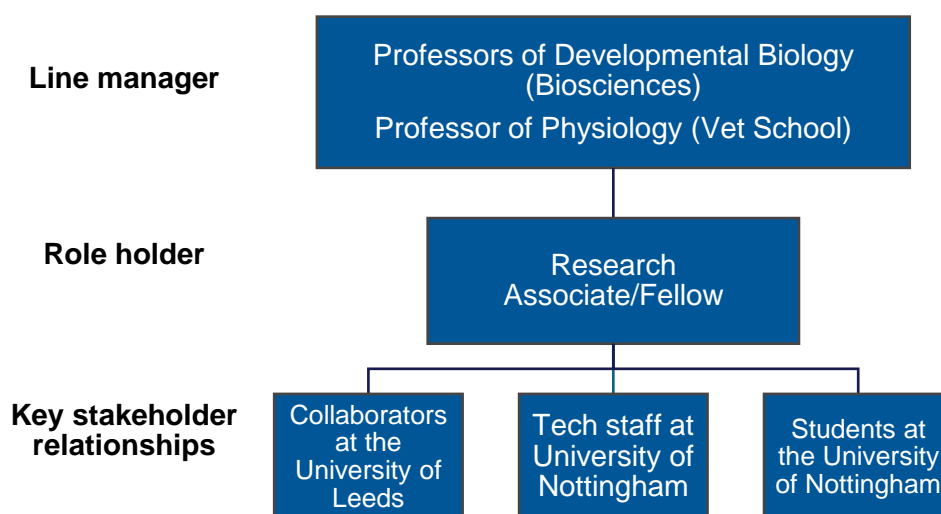 Line manager
Professors of Developmental Biology
(Biosciences)
Professor of Physiology (Vet School)
Role holder
Research
Associate/Fellow
Key stakeholder
relationships
Collaborators
at the
University of
Leeds
Tech staff at
University of
Nottingham
Students at
the University
of Nottingham